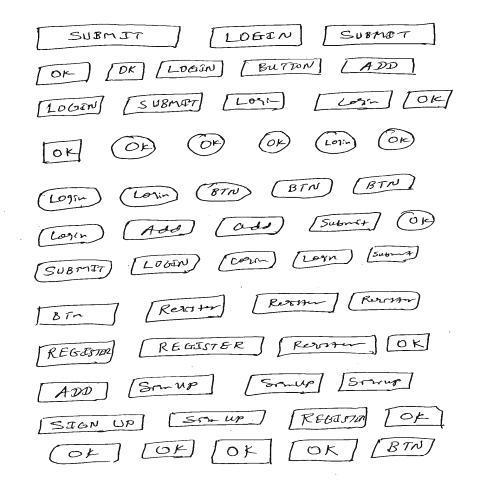 SUBMIT LOGIN SUBMIT
OK OK LOGIN BUTTON ADD
LOGIN SUBMIT Login Login OK
OK OK OK OK Login OK
Login Login BTN BTN BTN
Login Add add Submit OK
SUBMIT LOGIN Login Login Submit
BTn Register Register Register
REGISTER REGISTER Register OK
ADD SignUp SignUp Signup
SIGN UP Sign up REGISTER OK
OK OK OK OK BTN